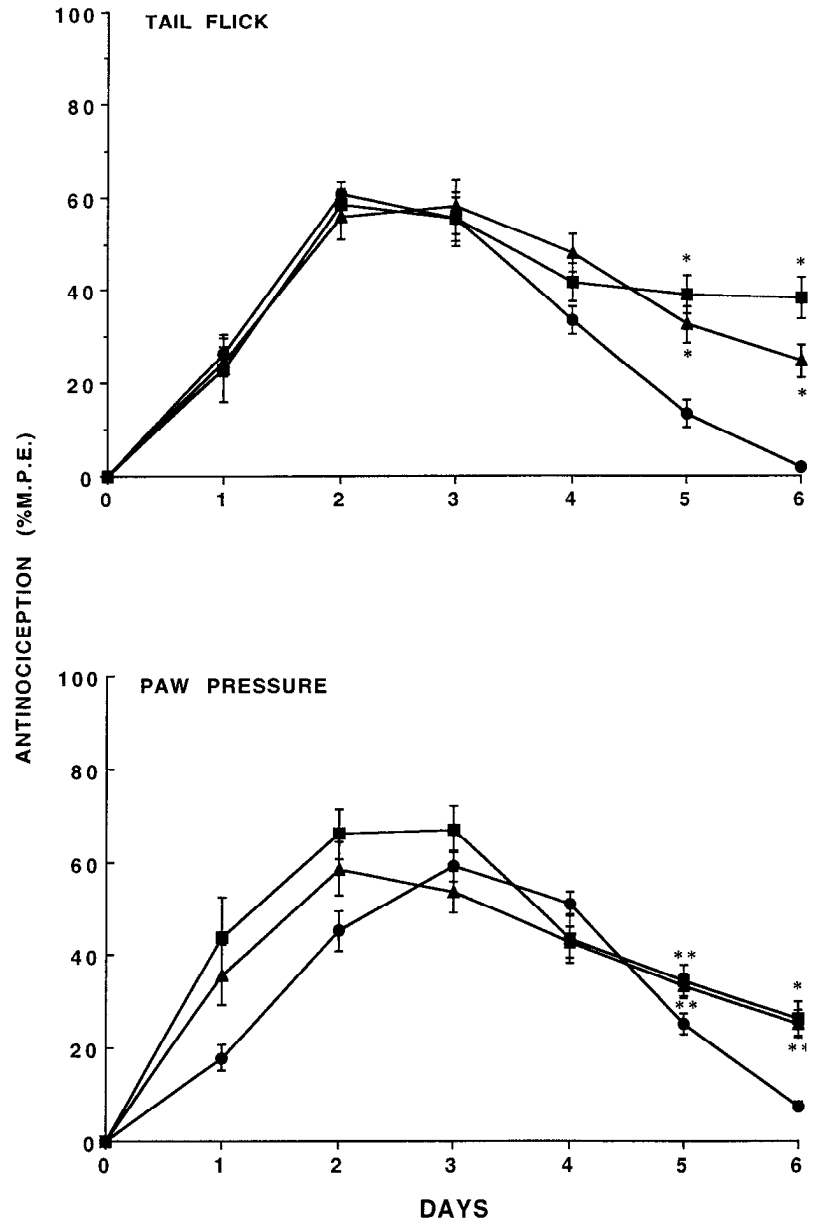 TAIL FLICK
100
80
60
40
20
0
* *
* *
0 1 2 3 4 5 6
ANTINOCICEPTION (%M.P.E.)
PAW PRESSURE
100
80
60
40
20
0
** *
** **
0 1 2 3 4 5 6
DAYS